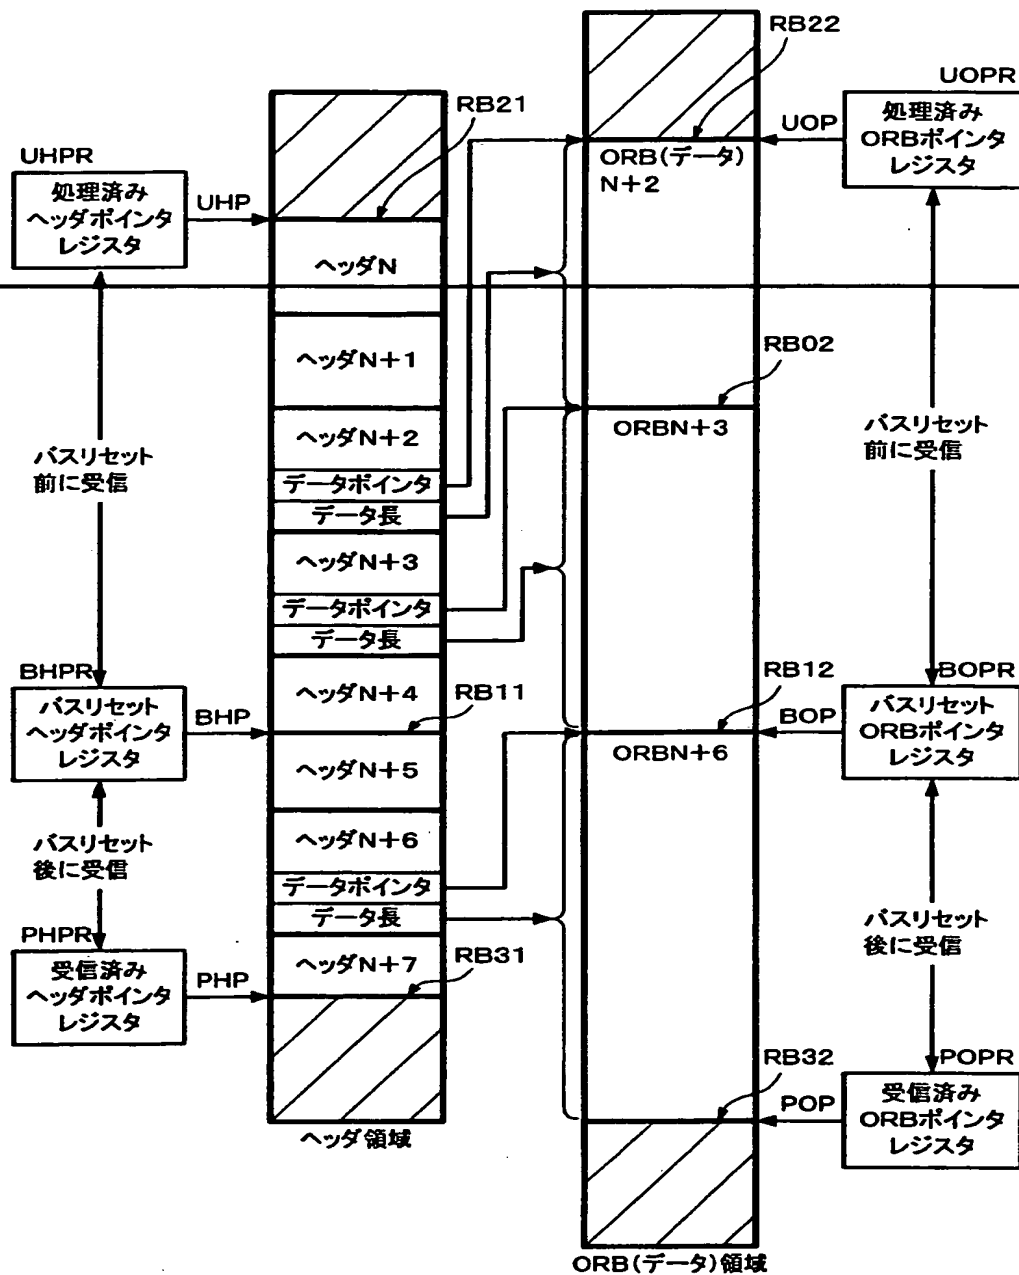 RB22
UOPR
処理済み
ORBポインタ
レジスタ
UOP
RB21
ORB(データ)
N+2
UHPR
処理済み
ヘッダポインタ
レジスタ
UHP
ヘッダN
ヘッダN+1
RB02
ヘッダN+2
ORBN+3
バスリセット
前に受信
バスリセット
前に受信
データポインタ
データ長
ヘッダN+3
データポインタ
データ長
BHPR
バスリセット
ヘッダポインタ
レジスタ
BHP
ヘッダN+4
RB11
RB12
BOPR
バスリセット
ORBポインタ
レジスタ
BOP
ヘッダN+5
ORBN+6
バスリセット
後に受信
ヘッダN+6
データポインタ
データ長
バスリセット
後に受信
PHPR
受信済み
ヘッダポインタ
レジスタ
PHP
ヘッダN+7
RB31
RB32
POPR
受信済み
ORBポインタ
レジスタ
POP
ヘッダ領域
ORB(データ)領域